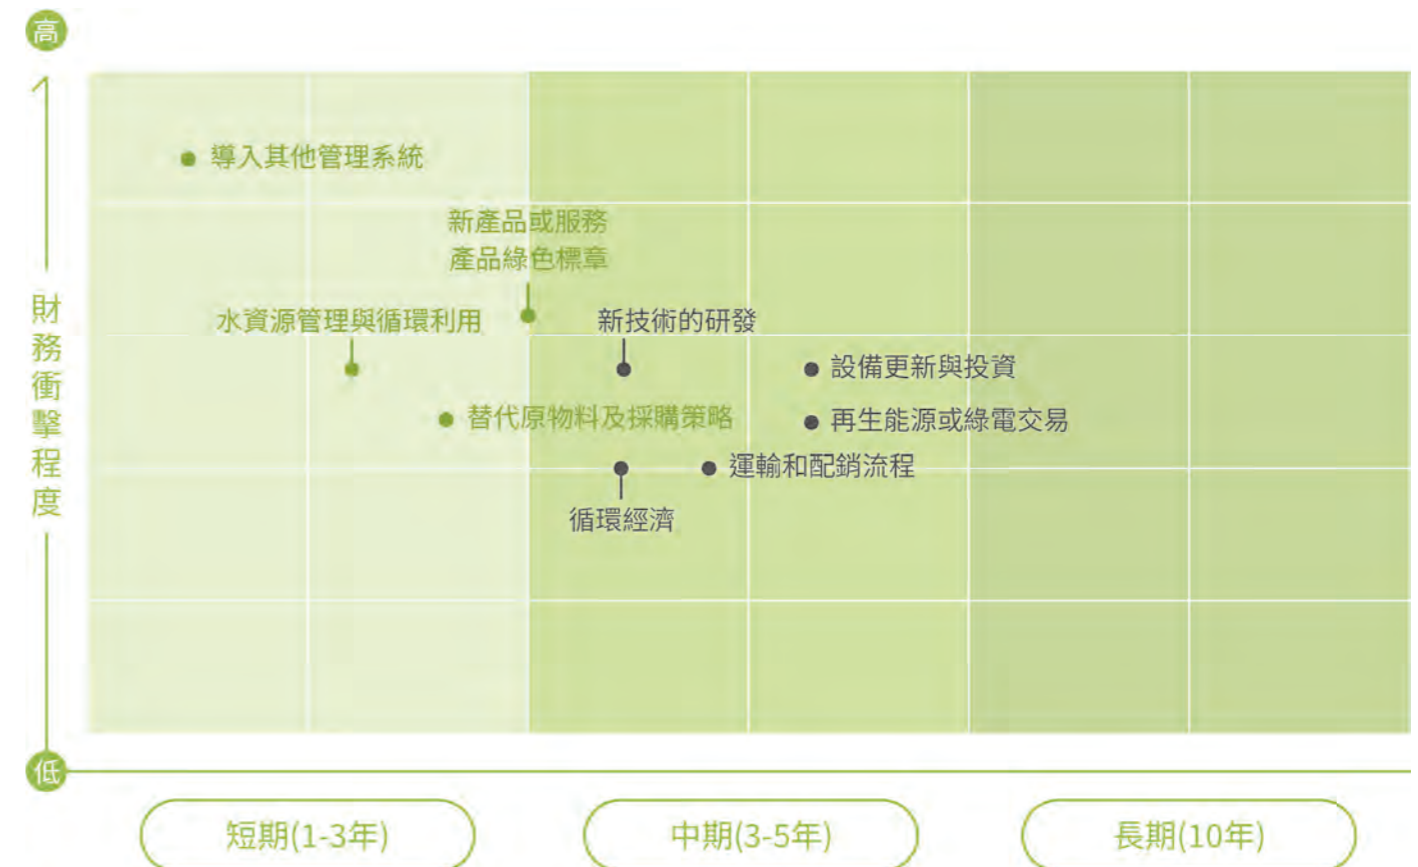 高
導入其他管理系統
新產品或服務
產品綠色標章
水資源管理與循環利用
新技術的研發
設備更新與投資
替代原物料及採購策略
再生能源或綠電交易
運輸和配銷流程
循環經濟
財務衝擊程度
低
短期(1-3年)
中期(3-5年)
長期(10年)